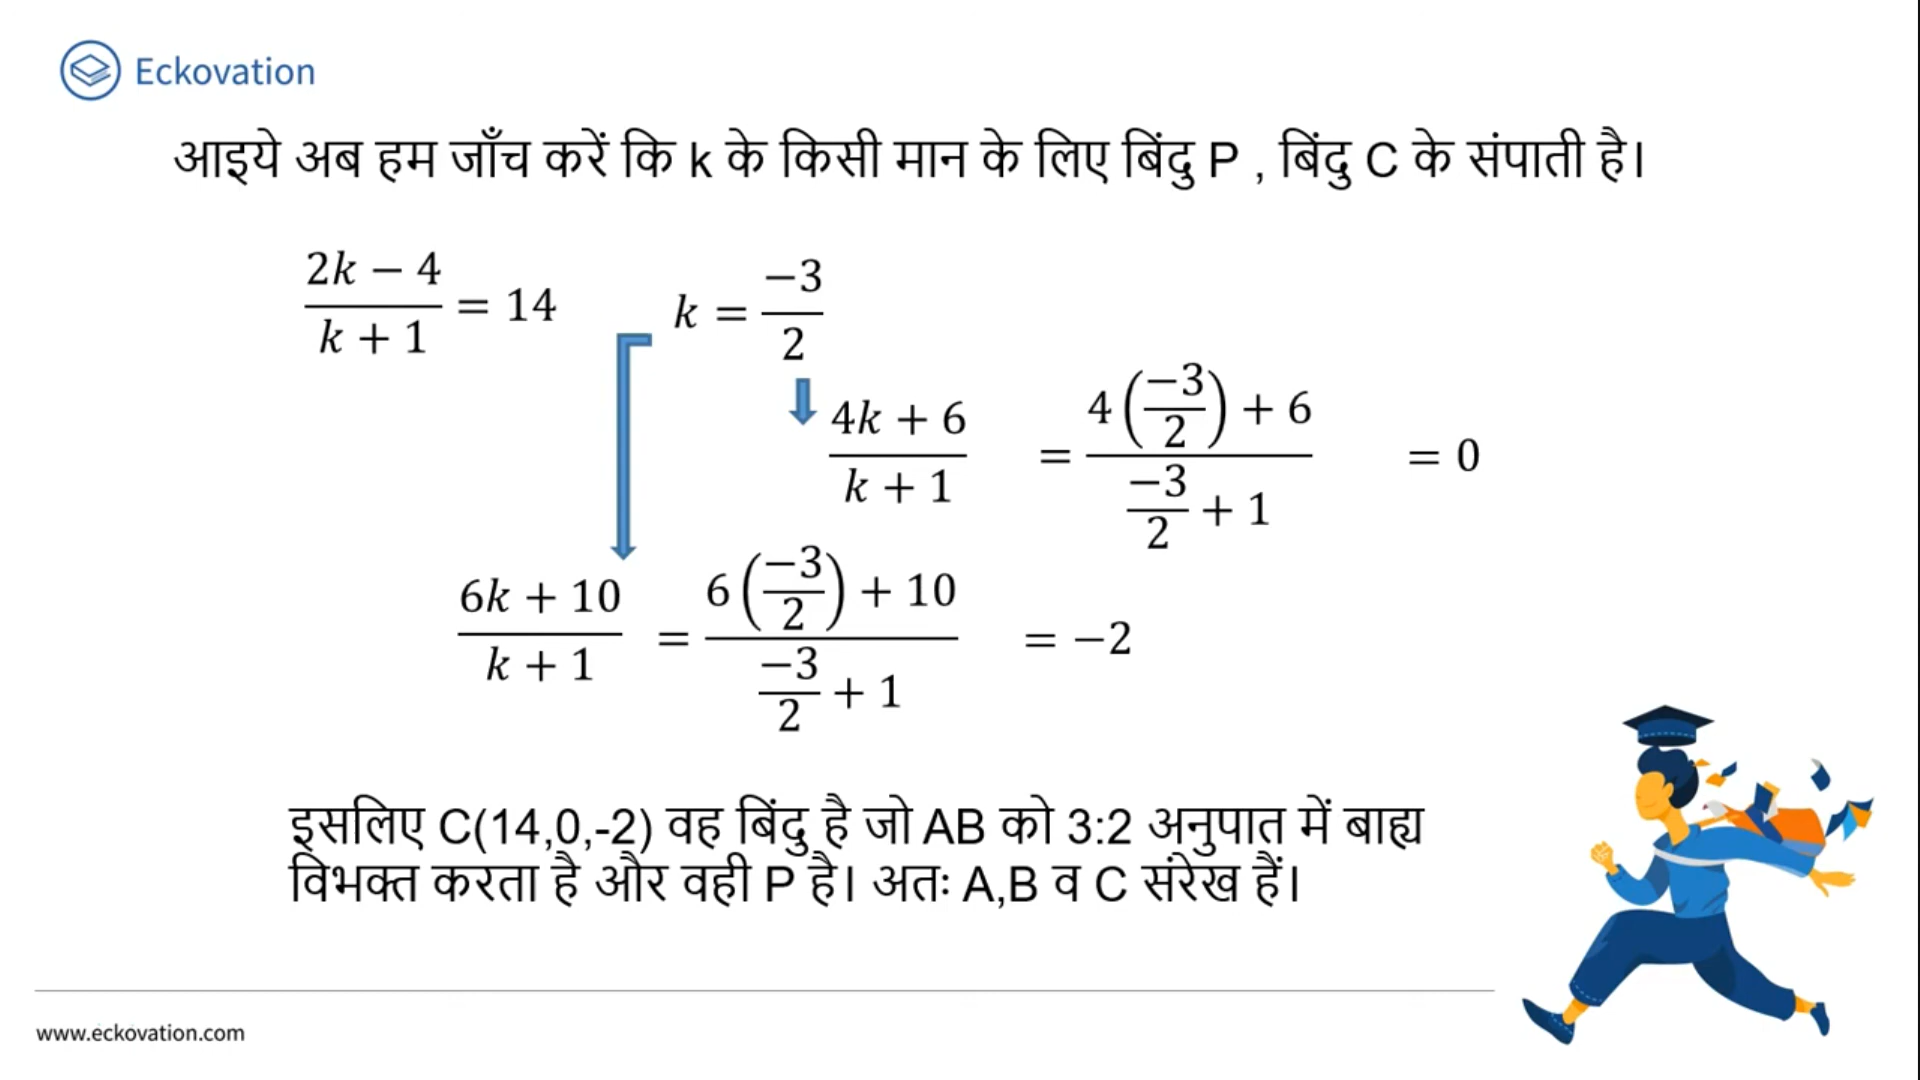 Eckovation
आइये अब हम जाँच करें कि k के किसी मान के लिए बिंदु P , बिंदु C के संपाती है।
(2k − 4)/(k + 1) = 14    k = −3/2
(4k + 6)/(k + 1) = (4(−3/2) + 6)/(−3/2 + 1) = 0
(6k + 10)/(k + 1) = (6(−3/2) + 10)/(−3/2 + 1) = −2
इसलिए C(14,0,-2) वह बिंदु है जो AB को 3:2 अनुपात में बाह्य
विभक्त करता है और वही P है। अतः A,B व C संरेख हैं।
www.eckovation.com